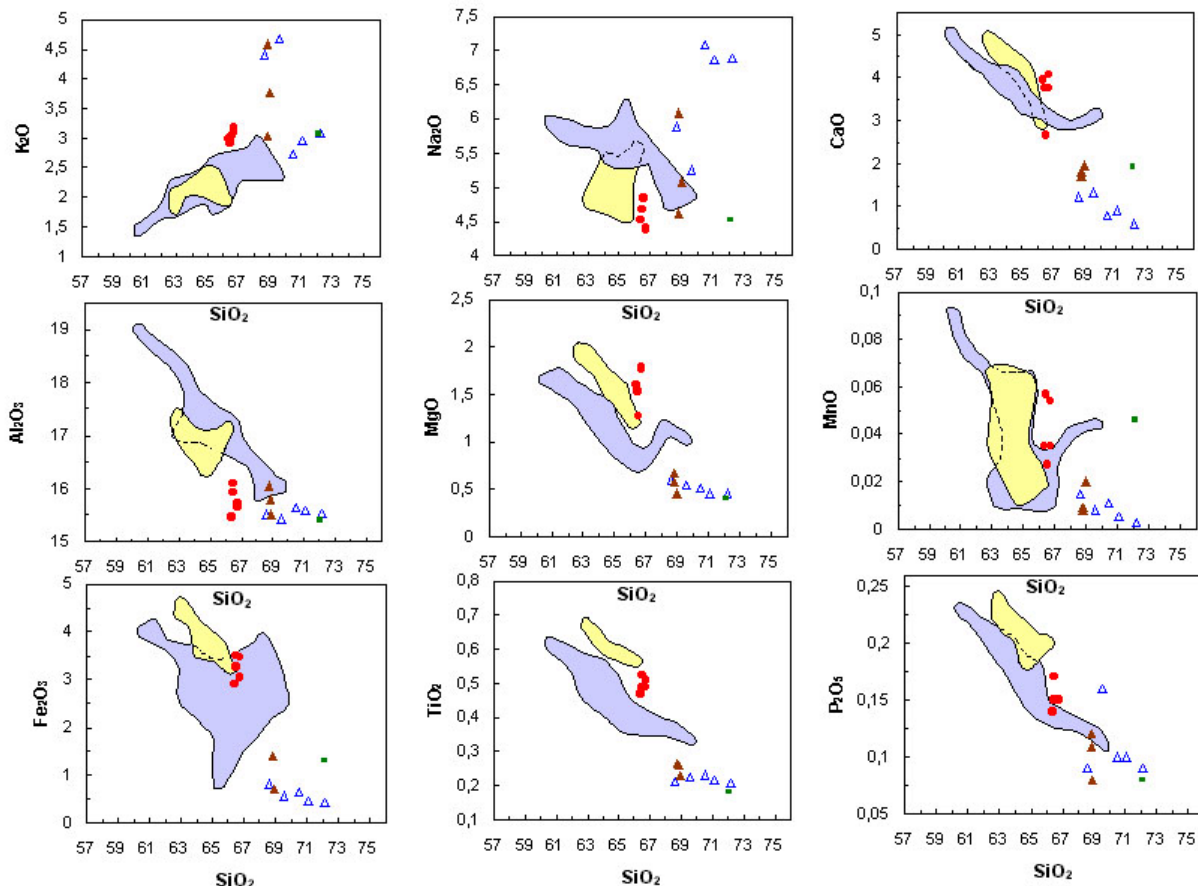 5
4,5
4
3,5
3
2,5
2
1,5
1
K₂O
57 59 61 63 65 67 69 71 73 75
SiO₂
7,5
7
6,5
6
5,5
5
4,5
4
Na₂O
57 59 61 63 65 67 69 71 73 75
SiO₂
5
4
3
2
1
0
CaO
57 59 61 63 65 67 69 71 73 75
SiO₂
19
18
17
16
15
Al₂O₃
57 59 61 63 65 67 69 71 73 75
SiO₂
2,5
2
1,5
1
0,5
0
MgO
57 59 61 63 65 67 69 71 73 75
SiO₂
0,1
0,08
0,06
0,04
0,02
0
MnO
57 59 61 63 65 67 69 71 73 75
SiO₂
5
4
3
2
1
0
Fe₂O₃
57 59 61 63 65 67 69 71 73 75
SiO₂
0,8
0,7
0,6
0,5
0,4
0,3
0,2
0,1
TiO₂
57 59 61 63 65 67 69 71 73 75
SiO₂
0,25
0,2
0,15
0,1
0,05
P₂O₅
57 59 61 63 65 67 69 71 73 75
SiO₂